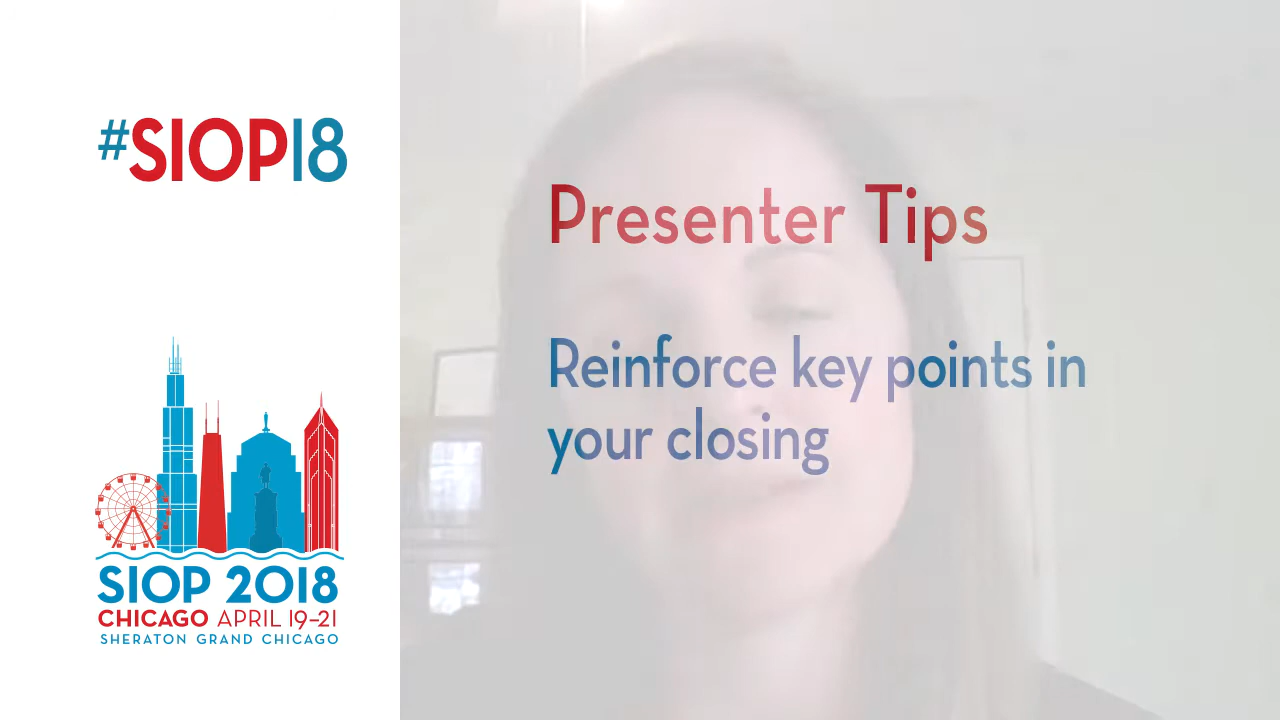 #SIOP18
SIOP 2018
CHICAGO APRIL 19–21
SHERATON GRAND CHICAGO
Presenter Tips
Reinforce key points in
your closing